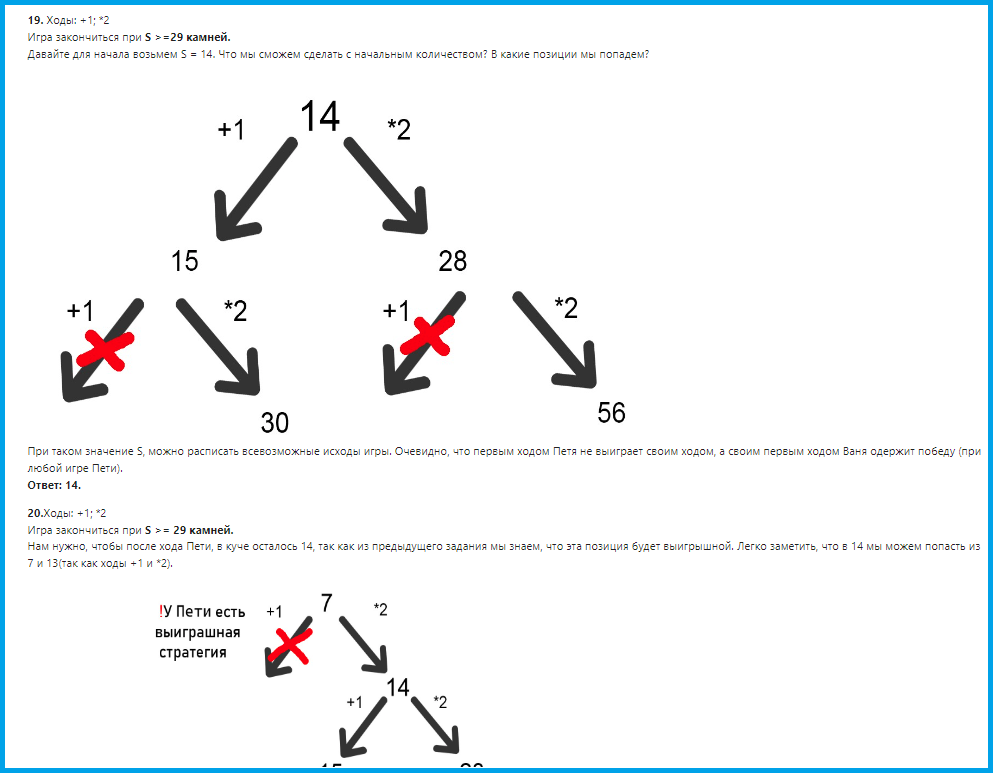 19. Ходы: +1; *2
Игра закончиться при S >=29 камней.
Давайте для начала возьмем S = 14. Что мы сможем сделать с начальным количеством? В какие позиции мы попадем?
14
+1 *2
15 28
+1 *2 +1 *2
30 56
При таком значение S, можно расписать всевозможные исходы игры. Очевидно, что первым ходом Петя не выиграет своим ходом, а своим первым ходом Ваня одержит победу (при
любой игре Пети).
Ответ: 14.
20.Ходы: +1; *2
Игра закончиться при S >= 29 камней.
Нам нужно, чтобы после хода Пети, в куче осталось 14, так как из предыдущего задания мы знаем, что эта позиция будет выигрышной. Легко заметить, что в 14 мы можем попасть из
7 и 13(так как ходы +1 и *2).
!У Пети есть
выиграшная
стратегия
7
+1 *2
14
+1 *2